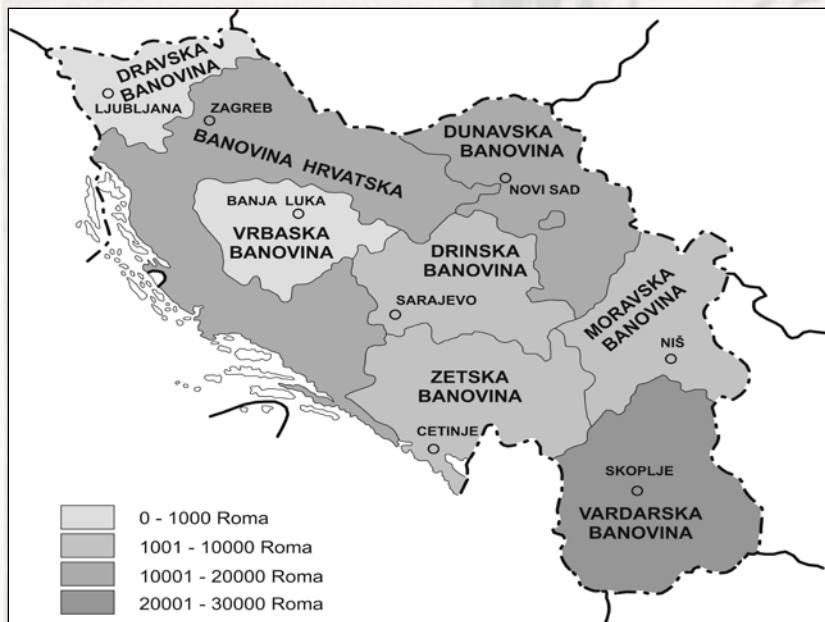 DRAVSKA
BANOVINA
LJUBLJANA
ZAGREB
BANOVINA HRVATSKA
DUNAVSKA
BANOVINA
NOVI SAD
BANJA LUKA
VRBASKA
BANOVINA
DRINSKA
BANOVINA
SARAJEVO
MORAVSKA
BANOVINA
NIŠ
ZETSKA
BANOVINA
CETINJE
SKOPLJE
VARDARSKA
BANOVINA
0 - 1000 Roma
1001 - 10000 Roma
10001 - 20000 Roma
20001 - 30000 Roma